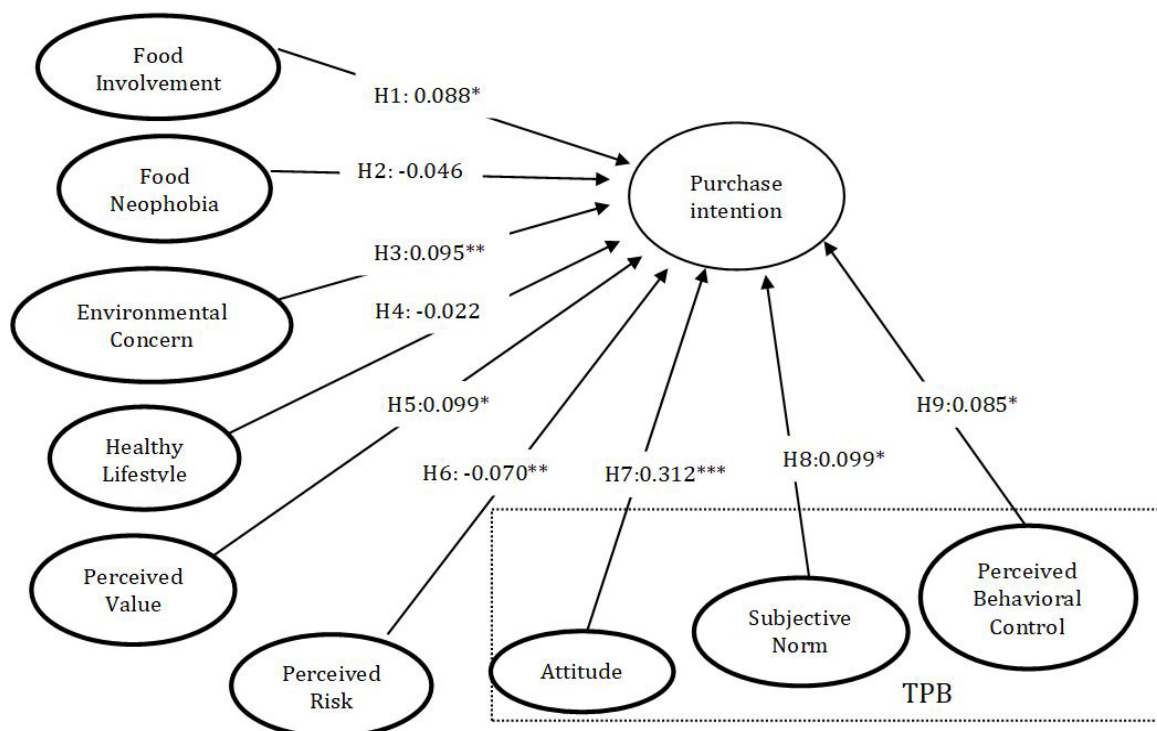 Food
Involvement
H1: 0.088*
Food
Neophobia
H2: -0.046
Purchase
intention
Environmental
Concern
H3:0.095**
H4: -0.022
Healthy
Lifestyle
H5:0.099*
H9:0.085*
H6: -0.070**
H7:0.312***
H8:0.099*
Perceived
Value
Perceived
Risk
Attitude
Subjective
Norm
Perceived
Behavioral
Control
TPB